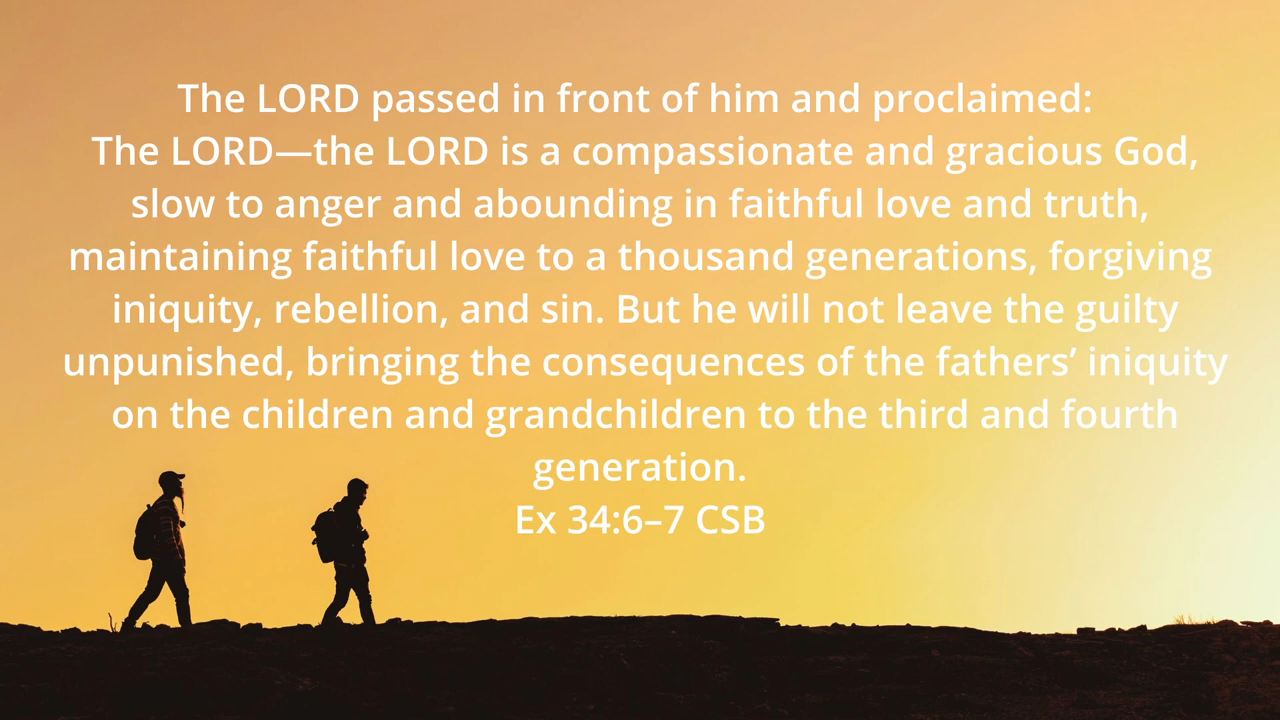 The LORD passed in front of him and proclaimed:
The LORD—the LORD is a compassionate and gracious God,
slow to anger and abounding in faithful love and truth,
maintaining faithful love to a thousand generations, forgiving
iniquity, rebellion, and sin. But he will not leave the guilty
unpunished, bringing the consequences of the fathers’ iniquity
on the children and grandchildren to the third and fourth
generation.
Ex 34:6–7 CSB